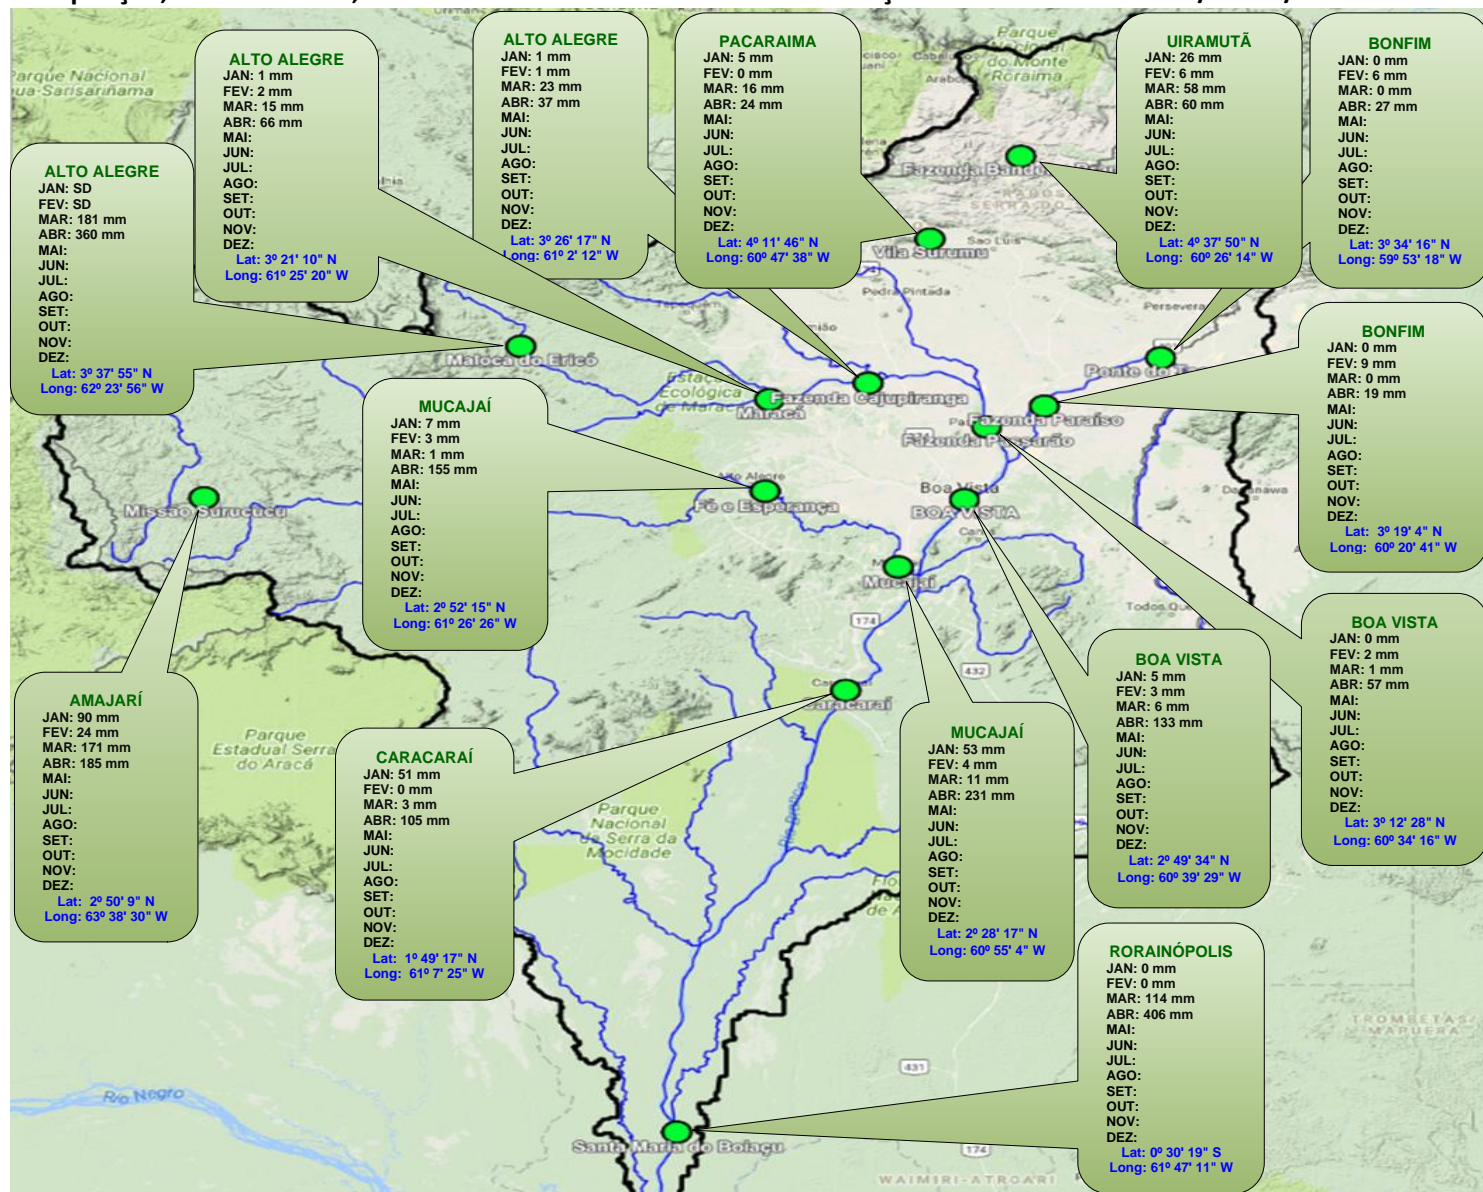 ALTO ALEGRE
JAN: 1 mm
FEV: 2 mm
MAR: 15 mm
ABR: 66 mm
MAI:
JUN:
JUL:
AGO:
SET:
OUT:
NOV:
DEZ:
Lat: 3º 21' 10" N
Long: 61º 25' 20" W
ALTO ALEGRE
JAN: 1 mm
FEV: 1 mm
MAR: 23 mm
ABR: 37 mm
MAI:
JUN:
JUL:
AGO:
SET:
OUT:
NOV:
DEZ:
Lat: 3º 26' 17" N
Long: 61º 2' 12" W
PACARAIMA
JAN: 5 mm
FEV: 0 mm
MAR: 16 mm
ABR: 24 mm
MAI:
JUN:
JUL:
AGO:
SET:
OUT:
NOV:
DEZ:
Lat: 4º 11' 46" N
Long: 60º 47' 38" W
UIRAMUTÃ
JAN: 26 mm
FEV: 6 mm
MAR: 58 mm
ABR: 60 mm
MAI:
JUN:
JUL:
AGO:
SET:
OUT:
NOV:
DEZ:
Lat: 4º 37' 50" N
Long: 60º 26' 14" W
BONFIM
JAN: 0 mm
FEV: 6 mm
MAR: 0 mm
ABR: 27 mm
MAI:
JUN:
JUL:
AGO:
SET:
OUT:
NOV:
DEZ:
Lat: 3º 34' 16" N
Long: 59º 53' 18" W
ALTO ALEGRE
JAN: SD
FEV: SD
MAR: 181 mm
ABR: 360 mm
MAI:
JUN:
JUL:
AGO:
SET:
OUT:
NOV:
DEZ:
Lat: 3º 37' 55" N
Long: 62º 23' 56" W
BONFIM
JAN: 0 mm
FEV: 9 mm
MAR: 0 mm
ABR: 19 mm
MAI:
JUN:
JUL:
AGO:
SET:
OUT:
NOV:
DEZ:
Lat: 3º 19' 4" N
Long: 60º 20' 41" W
MUCAJAÍ
JAN: 7 mm
FEV: 3 mm
MAR: 1 mm
ABR: 155 mm
MAI:
JUN:
JUL:
AGO:
SET:
OUT:
NOV:
DEZ:
Lat: 2º 52' 15" N
Long: 61º 26' 26" W
BOA VISTA
JAN: 0 mm
FEV: 2 mm
MAR: 1 mm
ABR: 57 mm
MAI:
JUN:
JUL:
AGO:
SET:
OUT:
NOV:
DEZ:
Lat: 3º 12' 28" N
Long: 60º 34' 16" W
BOA VISTA
JAN: 5 mm
FEV: 3 mm
MAR: 6 mm
ABR: 133 mm
MAI:
JUN:
JUL:
AGO:
SET:
OUT:
NOV:
DEZ:
Lat: 2º 49' 34" N
Long: 60º 39' 29" W
AMAJARÍ
JAN: 90 mm
FEV: 24 mm
MAR: 171 mm
ABR: 185 mm
MAI:
JUN:
JUL:
AGO:
SET:
OUT:
NOV:
DEZ:
Lat: 2º 50' 9" N
Long: 63º 38' 30" W
CARACARAÍ
JAN: 51 mm
FEV: 0 mm
MAR: 3 mm
ABR: 105 mm
MAI:
JUN:
JUL:
AGO:
SET:
OUT:
NOV:
DEZ:
Lat: 1º 49' 17" N
Long: 61º 7' 25" W
MUCAJAÍ
JAN: 53 mm
FEV: 4 mm
MAR: 11 mm
ABR: 231 mm
MAI:
JUN:
JUL:
AGO:
SET:
OUT:
NOV:
DEZ:
Lat: 2º 28' 17" N
Long: 60º 55' 4" W
RORAINÓPOLIS
JAN: 0 mm
FEV: 0 mm
MAR: 114 mm
ABR: 406 mm
MAI:
JUN:
JUL:
AGO:
SET:
OUT:
NOV:
DEZ:
Lat: 0º 30' 19" S
Long: 61º 47' 11" W
Parque
do Monte
Roraima
Parque Nacional
Vila Surumu
Sao Luis
Pedra Pintada
Maloca do Ericó
Ecológica
de Maracá
Maracá
Fazenda Cajupiranga
Fazenda Paraíso
Fazenda Passarão
Alto Alegre
Fé e Esperança
Boa Vista
BOA VISTA
Missão Surucucu
Mucajaí
174
432
Caracaraí
Parque
Estadual Serra
do Aracá
Parque
Nacional
da Serra da
Mocidade
Rio Branco
Rio Negro
431
174
Santa Maria do Boiaçu
TROMBETAS/
MAPUERA
WAIMIRI-ATROARI